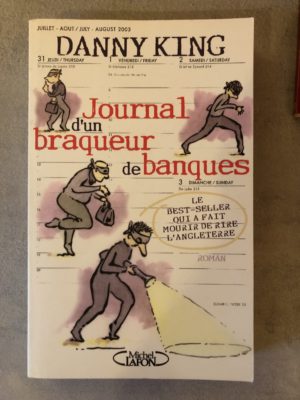 JUILLET - AOUT / JULY - AUGUST 2003
DANNY KING
31 JEUDI / THURSDAY
1 VENDREDI / FRIDAY
2 SAMEDI / SATURDAY
Journal
d'un
braqueur
de banques
3 DIMANCHE / SUNDAY
LE
BEST-SELLER
QUI A FAIT
MOURIR DE RIRE
L'ANGLETERRE
ROMAN
Michel
LAFON